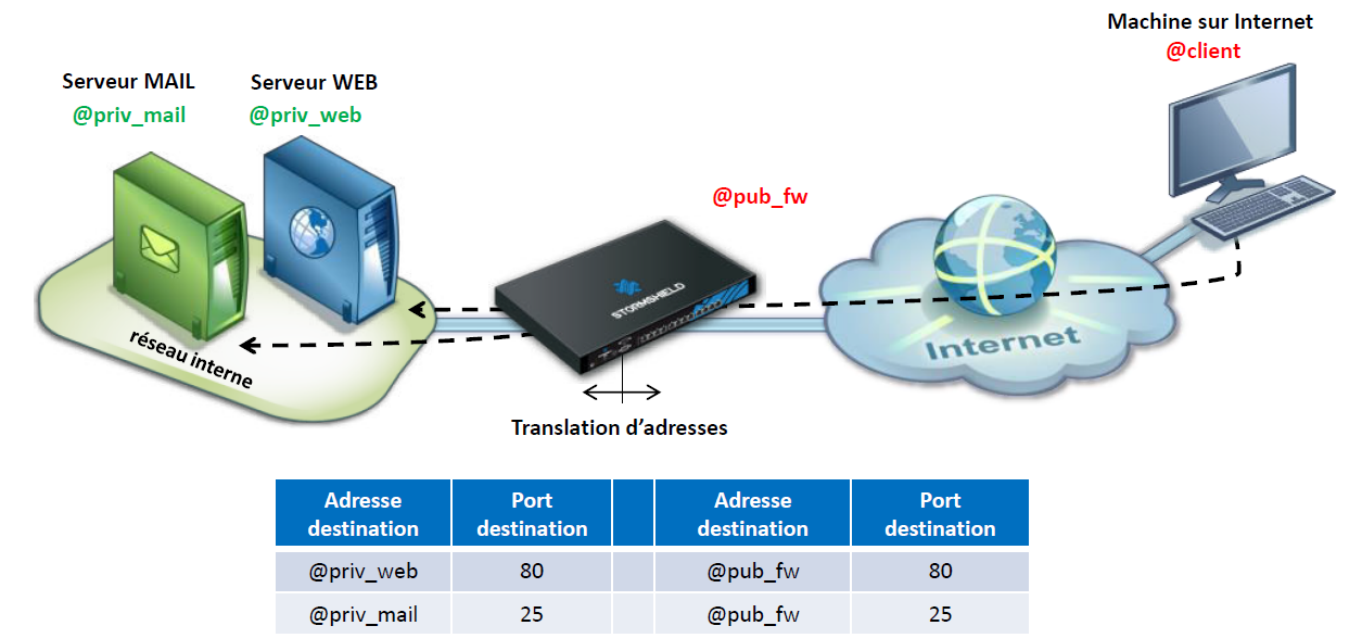 Machine sur Internet
@client
Serveur MAIL
@priv_mail
Serveur WEB
@priv_web
@pub_fw
STORMSHIELD
réseau interne
Internet
Translation d'adresses
Adresse destination Port destination Adresse destination Port destination
@priv_web 80 @pub_fw 80
@priv_mail 25 @pub_fw 25